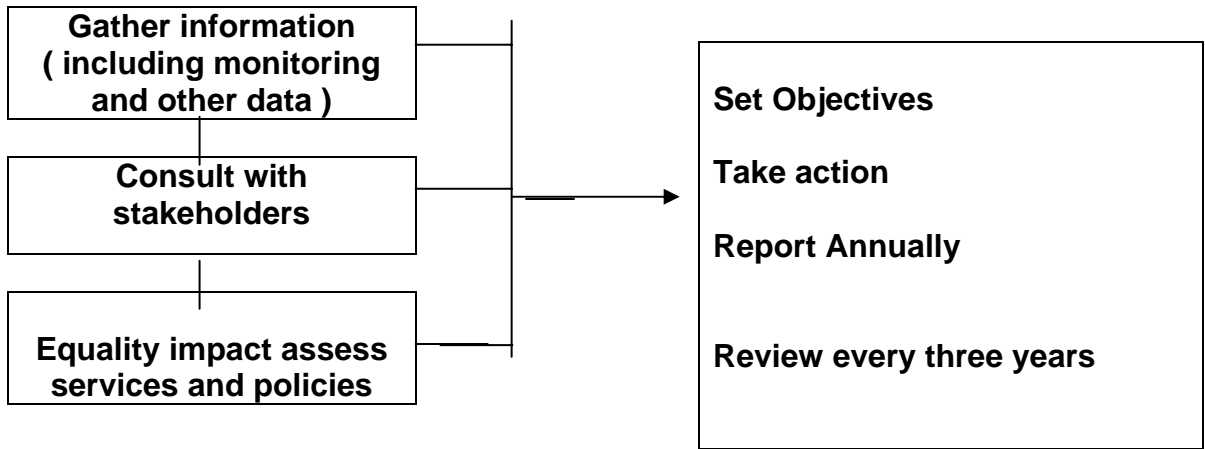 Gather information
( including monitoring
and other data )
Consult with
stakeholders
Equality impact assess
services and policies
Set Objectives
Take action
Report Annually
Review every three years